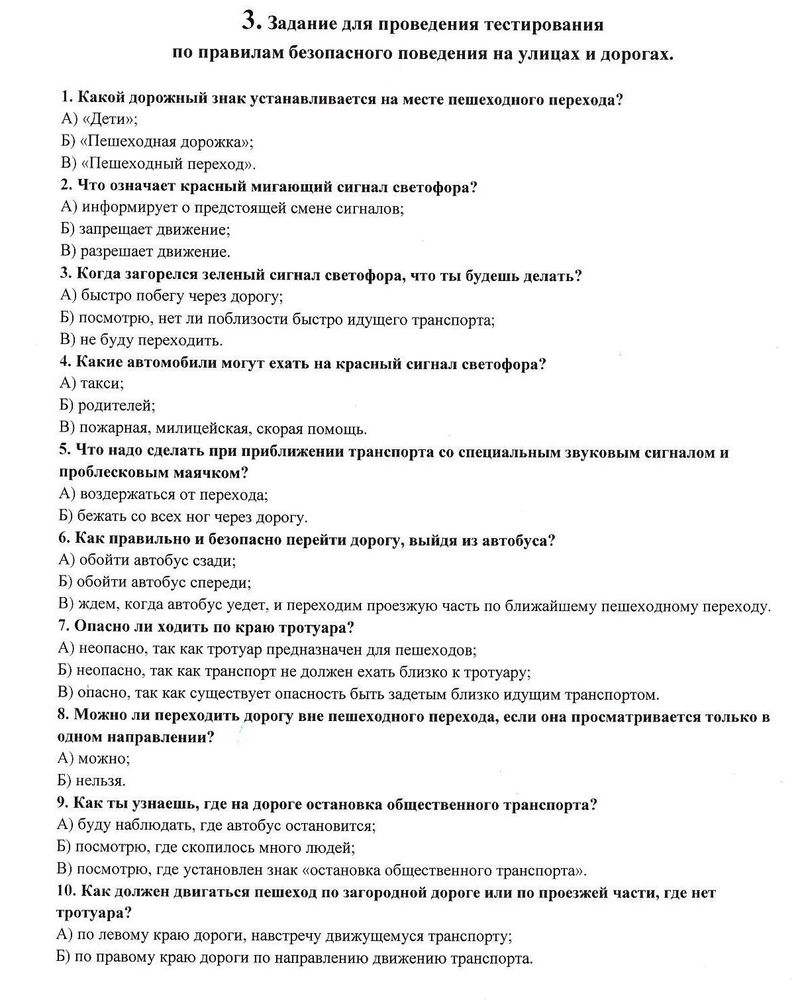 3. Задание для проведения тестирования
по правилам безопасного поведения на улицах и дорогах.
1. Какой дорожный знак устанавливается на месте пешеходного перехода?
А) «Дети»;
Б) «Пешеходная дорожка»;
В) «Пешеходный переход».
2. Что означает красный мигающий сигнал светофора?
А) информирует о предстоящей смене сигналов;
Б) запрещает движение;
В) разрешает движение.
3. Когда загорелся зеленый сигнал светофора, что ты будешь делать?
А) быстро побегу через дорогу;
Б) посмотрю, нет ли поблизости быстро идущего транспорта;
В) не буду переходить.
4. Какие автомобили могут ехать на красный сигнал светофора?
А) такси;
Б) родителей;
В) пожарная, милицейская, скорая помощь.
5. Что надо сделать при приближении транспорта со специальным звуковым сигналом и
проблесковым маячком?
А) воздержаться от перехода;
Б) бежать со всех ног через дорогу.
6. Как правильно и безопасно перейти дорогу, выйдя из автобуса?
А) обойти автобус сзади;
Б) обойти автобус спереди;
В) ждем, когда автобус уедет, и переходим проезжую часть по ближайшему пешеходному переходу.
7. Опасно ли ходить по краю тротуара?
А) неопасно, так как тротуар предназначен для пешеходов;
Б) неопасно, так как транспорт не должен ехать близко к тротуару;
В) опасно, так как существует опасность быть задетым близко идущим транспортом.
8. Можно ли переходить дорогу вне пешеходного перехода, если она просматривается только в
одном направлении?
А) можно;
Б) нельзя.
9. Как ты узнаешь, где на дороге остановка общественного транспорта?
А) буду наблюдать, где автобус остановится;
Б) посмотрю, где скопилось много людей;
В) посмотрю, где установлен знак «остановка общественного транспорта».
10. Как должен двигаться пешеход по загородной дороге или по проезжей части, где нет
тротуара?
А) по левому краю дороги, навстречу движущемуся транспорту;
Б) по правому краю дороги по направлению движению транспорта.